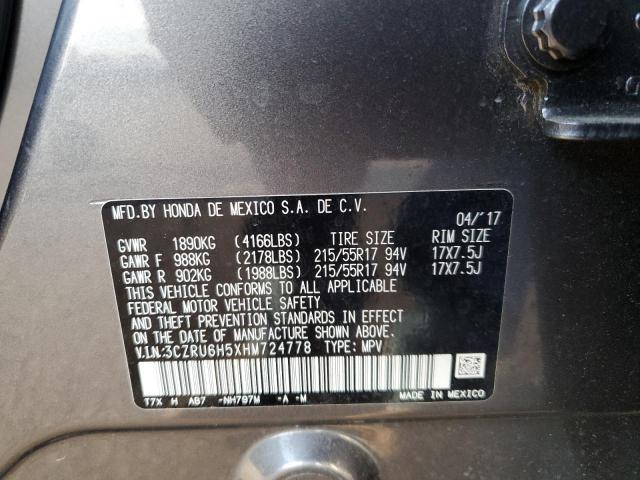 MFD.BY HONDA DE MEXICO S.A. DE C.V.
04/'17
GVWR 1890KG (4166LBS) TIRE SIZE RIM SIZE
GAWR F 988KG (2178LBS) 215/55R17 94V 17X7.5J
GAWR R 902KG (1988LBS) 215/55R17 94V 17X7.5J
THIS VEHICLE CONFORMS TO ALL APPLICABLE
FEDERAL MOTOR VEHICLE SAFETY
AND THEFT PREVENTION STANDARDS IN EFFECT
ON THE DATE OF MANUFACTURE SHOWN ABOVE.
V.I.N:3CZRU6H5XHM724778 TYPE: MPV
T7X H AB7 -NH797M *A -M
MADE IN MEXICO